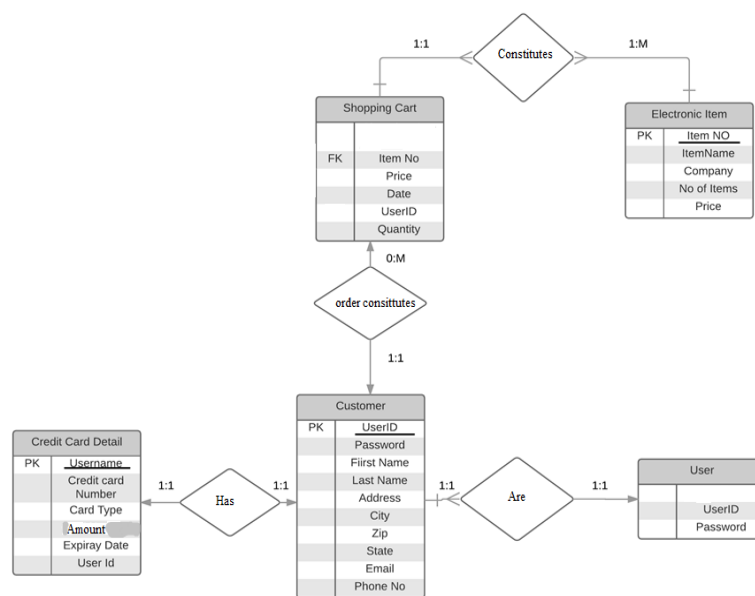 1:1
Constitutes
1:M
Shopping Cart
FK Item No
Price
Date
UserID
Quantity
Electronic Item
PK Item NO
ItemName
Company
No of Items
Price
0:M
order consittutes
1:1
Customer
PK UserID
Password
Fiirst Name
Last Name
Address
City
Zip
State
Email
Phone No
Credit Card Detail
PK Username
Credit card
Number
Card Type
Amount
Expiray Date
User Id
1:1
Has
1:1
1:1
Are
1:1
User
UserID
Password